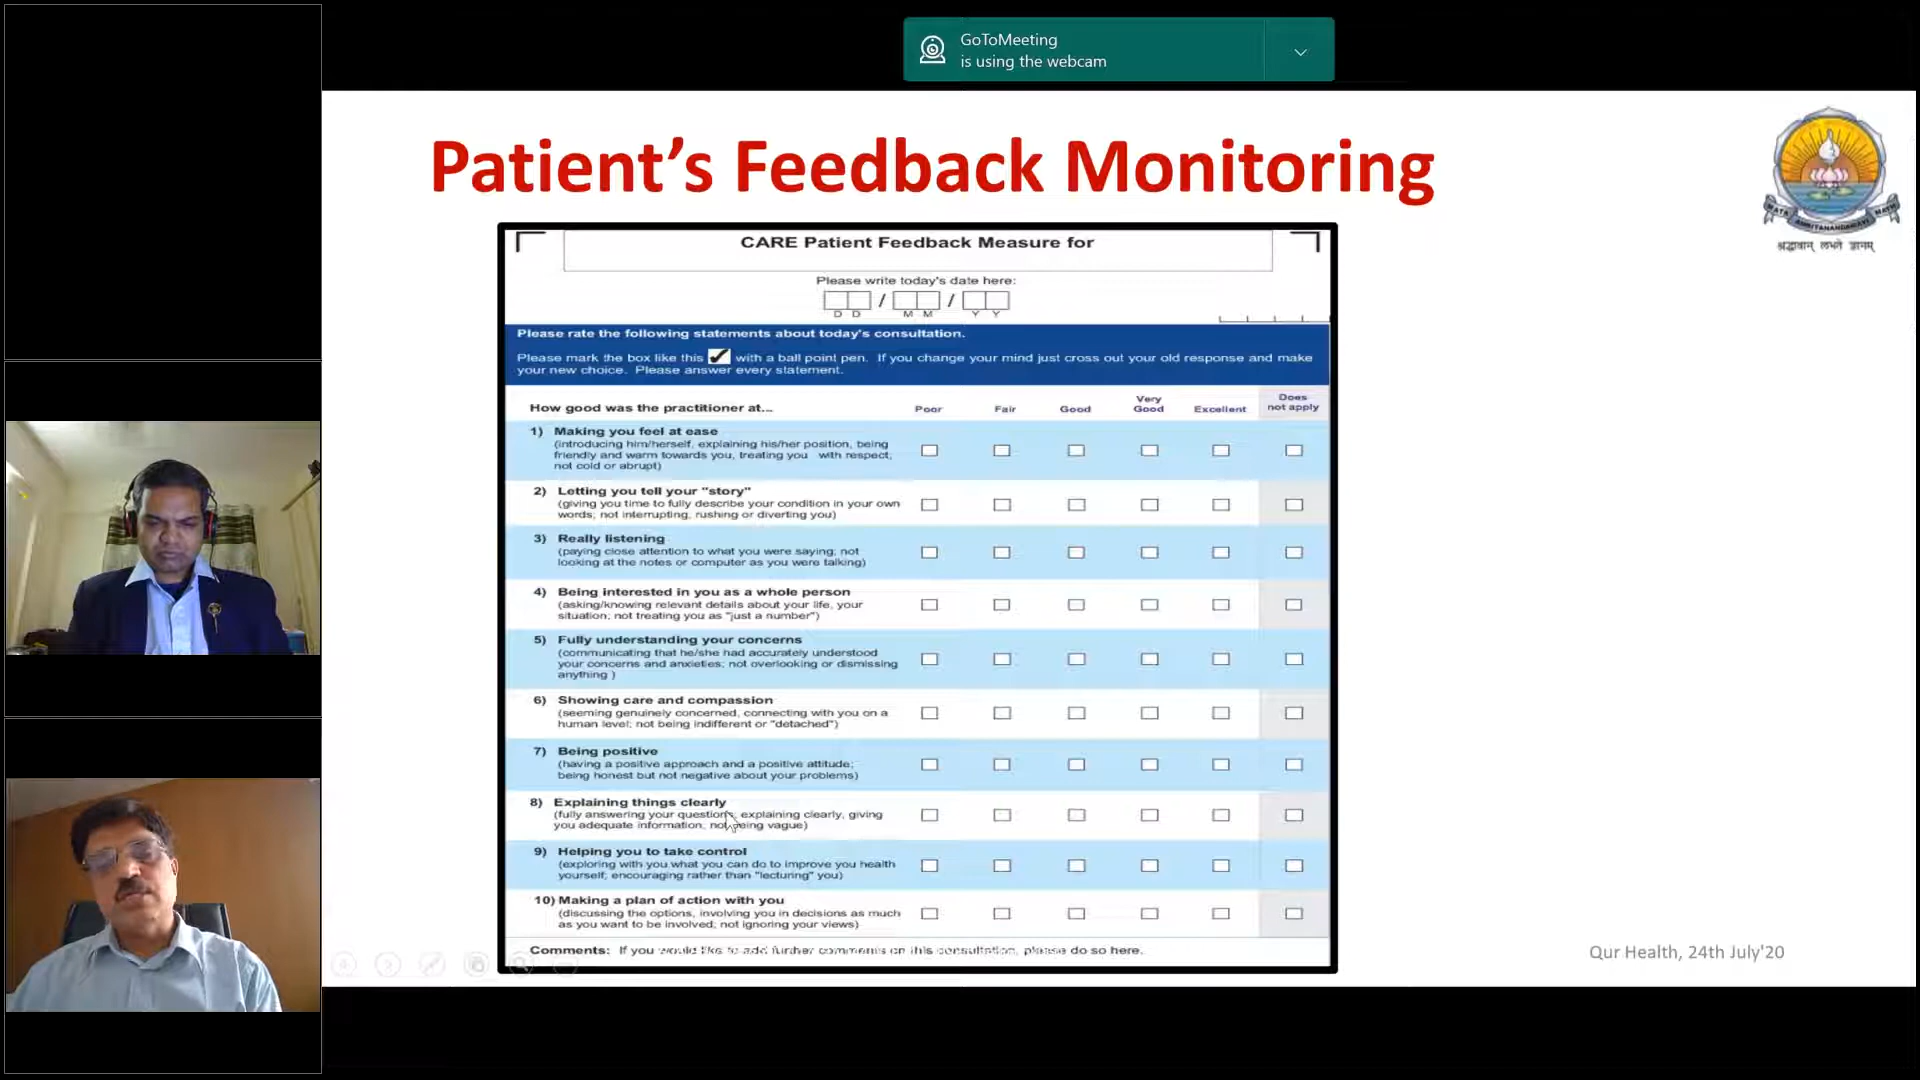 GoToMeeting
is using the webcam
Patient's Feedback Monitoring
MATA AMRITANANDAMAYI MATH
श्रद्धावान् लभते ज्ञानम्
CARE Patient Feedback Measure for
Please write today's date here:
/ /
D D M M Y Y
Please rate the following statements about today's consultation.
Please mark the box like this ✔ with a ball point pen. If you change your mind just cross out your old response and make
your new choice. Please answer every statement.
How good was the practitioner at... Poor Fair Good Very Good Excellent Does not apply
1) Making you feel at ease
(introducing him/herself, explaining his/her position, being
friendly and warm towards you, treating you with respect;
not cold or abrupt)
2) Letting you tell your "story"
(giving you time to fully describe your condition in your own
words; not interrupting, rushing or diverting you)
3) Really listening
(paying close attention to what you were saying; not
looking at the notes or computer as you were talking)
4) Being interested in you as a whole person
(asking/knowing relevant details about your life, your
situation; not treating you as "just a number")
5) Fully understanding your concerns
(communicating that he/she had accurately understood
your concerns and anxieties; not overlooking or dismissing
anything )
6) Showing care and compassion
(seeming genuinely concerned, connecting with you on a
human level; not being indifferent or "detached")
7) Being positive
(having a positive approach and a positive attitude;
being honest but not negative about your problems)
8) Explaining things clearly
(fully answering your questions, explaining clearly, giving
you adequate information, not being vague)
9) Helping you to take control
(exploring with you what you can do to improve you health
yourself; encouraging rather than "lecturing" you)
10) Making a plan of action with you
(discussing the options, involving you in decisions as much
as you want to be involved; not ignoring your views)
Comments: If you would like to add further comments on this consultation, please do so here.
Qur Health, 24th July'20